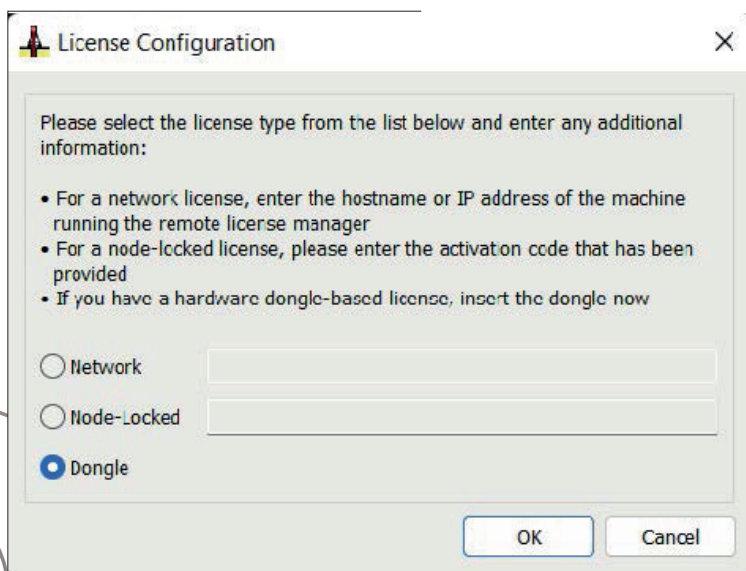 License Configuration
Please select the license type from the list below and enter any additional
information:
• For a network license, enter the hostname or IP address of the machine
running the remote license manager
• For a node-locked license, please enter the activation code that has been
provided
• If you have a hardware dongle-based license, insert the dongle now
Network
Node-Locked
Dongle
OK Cancel